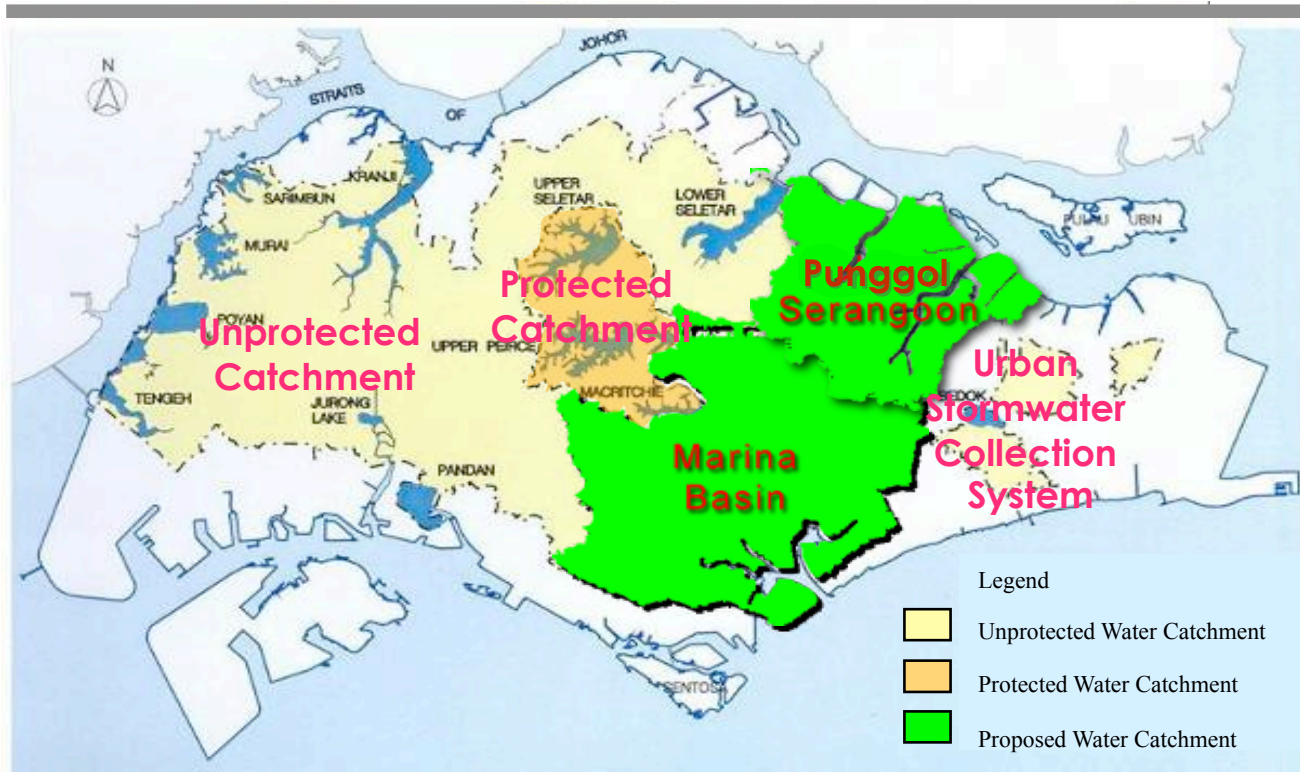 JOHOR
N
STRAITS
OF
KRANJI
SARIMBUN
UPPER
SELETAR
LOWER
SELETAR
PULAU UBIN
MURAI
Punggol
Serangoon
Protected
Catchment
POYAN
Unprotected
Catchment
UPPER PEIRCE
Urban
Stormwater
Collection
System
BEDOK
MACRITCHIE
TENGEH
JURONG
LAKE
Marina
Basin
PANDAN
SENTOSA
Legend
Unprotected Water Catchment
Protected Water Catchment
Proposed Water Catchment